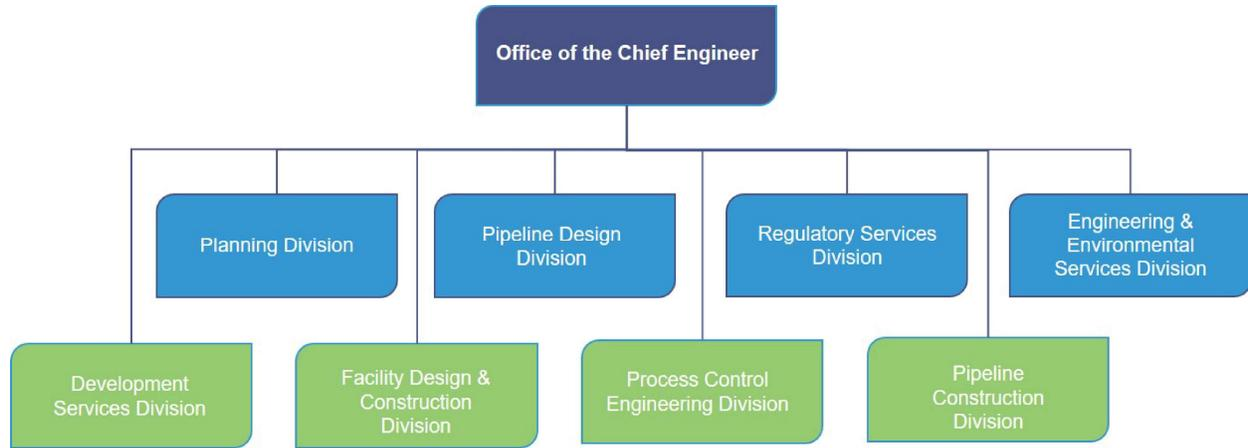 Office of the Chief Engineer
Planning Division
Pipeline Design
Division
Regulatory Services
Division
Engineering &
Environmental
Services Division
Development
Services Division
Facility Design &
Construction
Division
Process Control
Engineering Division
Pipeline
Construction
Division